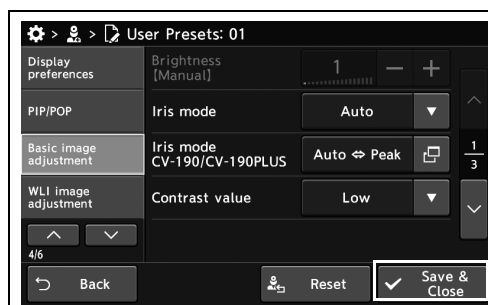 > > User Presets: 01
Display
preferences
Brightness
[Manual]
1
PIP/POP
Iris mode
Auto
Basic image
adjustment
Iris mode
CV-190/CV-190PLUS
Auto ⇔ Peak
1
3
WLI image
adjustment
Contrast value
Low
4/6
Back
Reset
Save &
Close